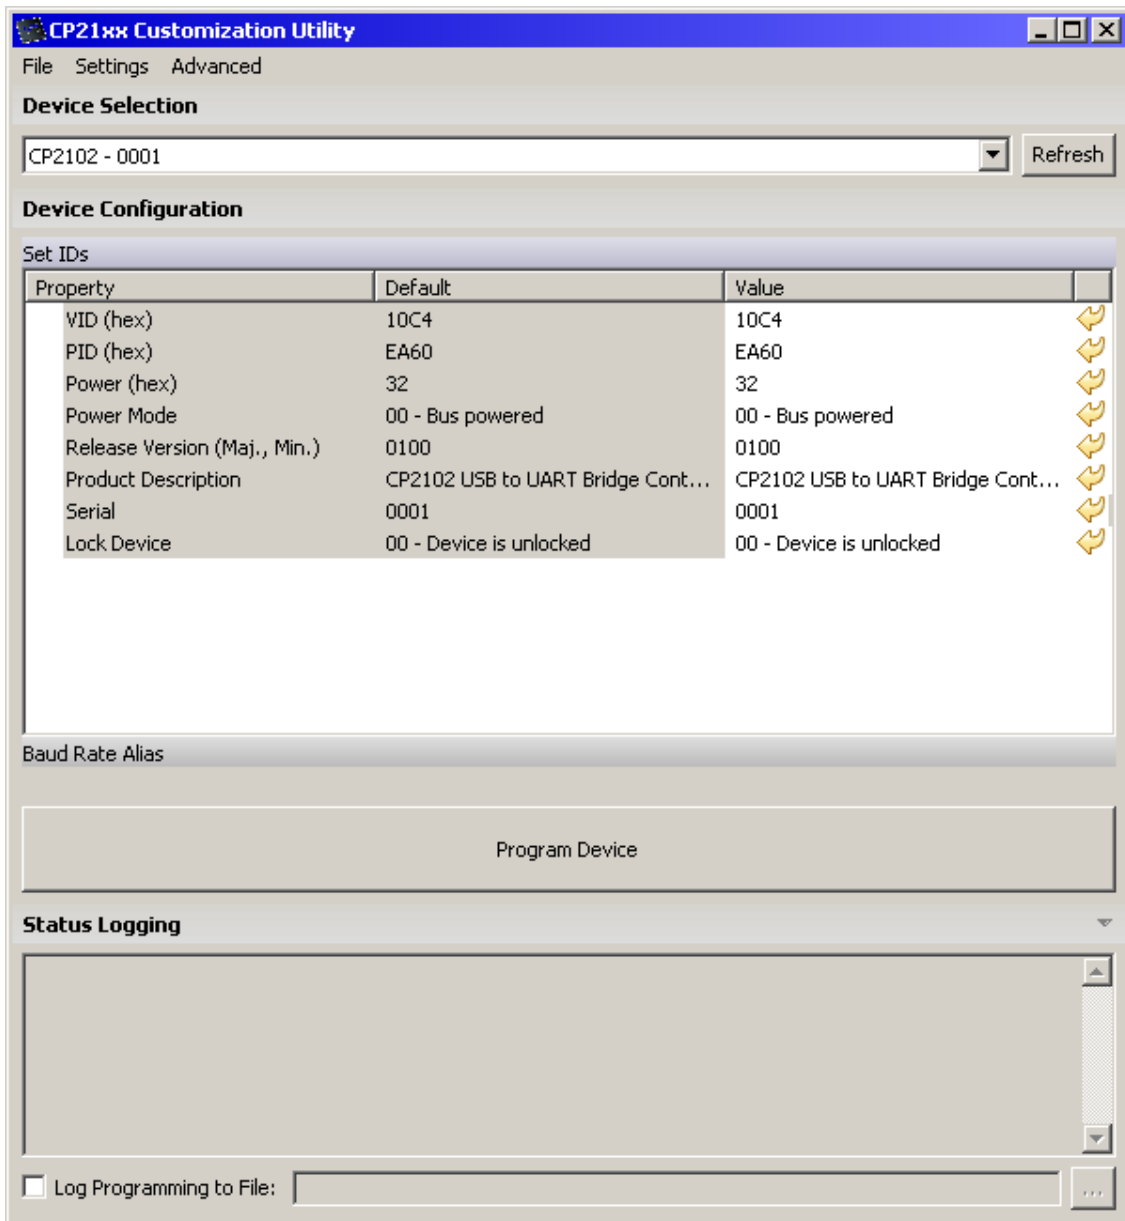 CP21xx Customization Utility
File Settings Advanced
Device Selection
CP2102 - 0001
Refresh
Device Configuration
Set IDs
Property Default Value
VID (hex) 10C4 10C4
PID (hex) EA60 EA60
Power (hex) 32 32
Power Mode 00 - Bus powered 00 - Bus powered
Release Version (Maj., Min.) 0100 0100
Product Description CP2102 USB to UART Bridge Cont... CP2102 USB to UART Bridge Cont...
Serial 0001 0001
Lock Device 00 - Device is unlocked 00 - Device is unlocked
Baud Rate Alias
Program Device
Status Logging
Log Programming to File: ...